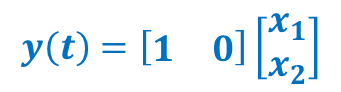 y(t) = [1 0] [x₁ x₂]